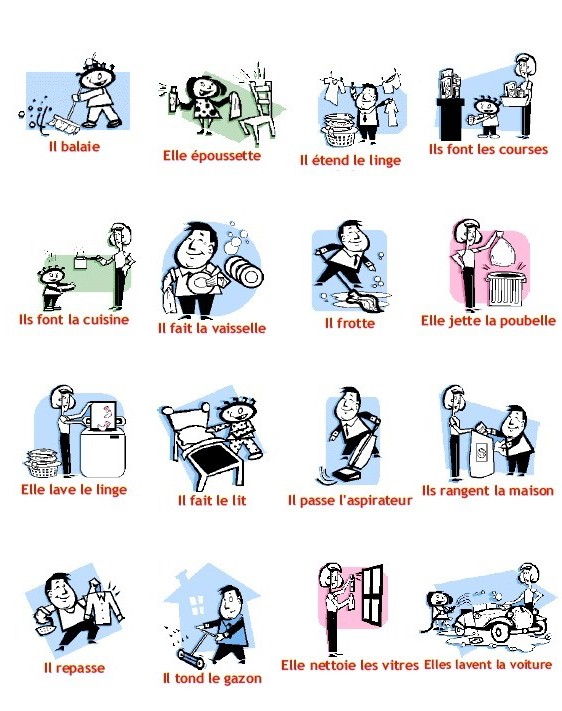 Il balaie
Elle époussette
Il étend le linge
Ils font les courses
Ils font la cuisine
Il fait la vaisselle
Il frotte
Elle jette la poubelle
Elle lave le linge
Il fait le lit
Il passe l'aspirateur
Ils rangent la maison
Il repasse
Il tond le gazon
Elle nettoie les vitres
Elles lavent la voiture